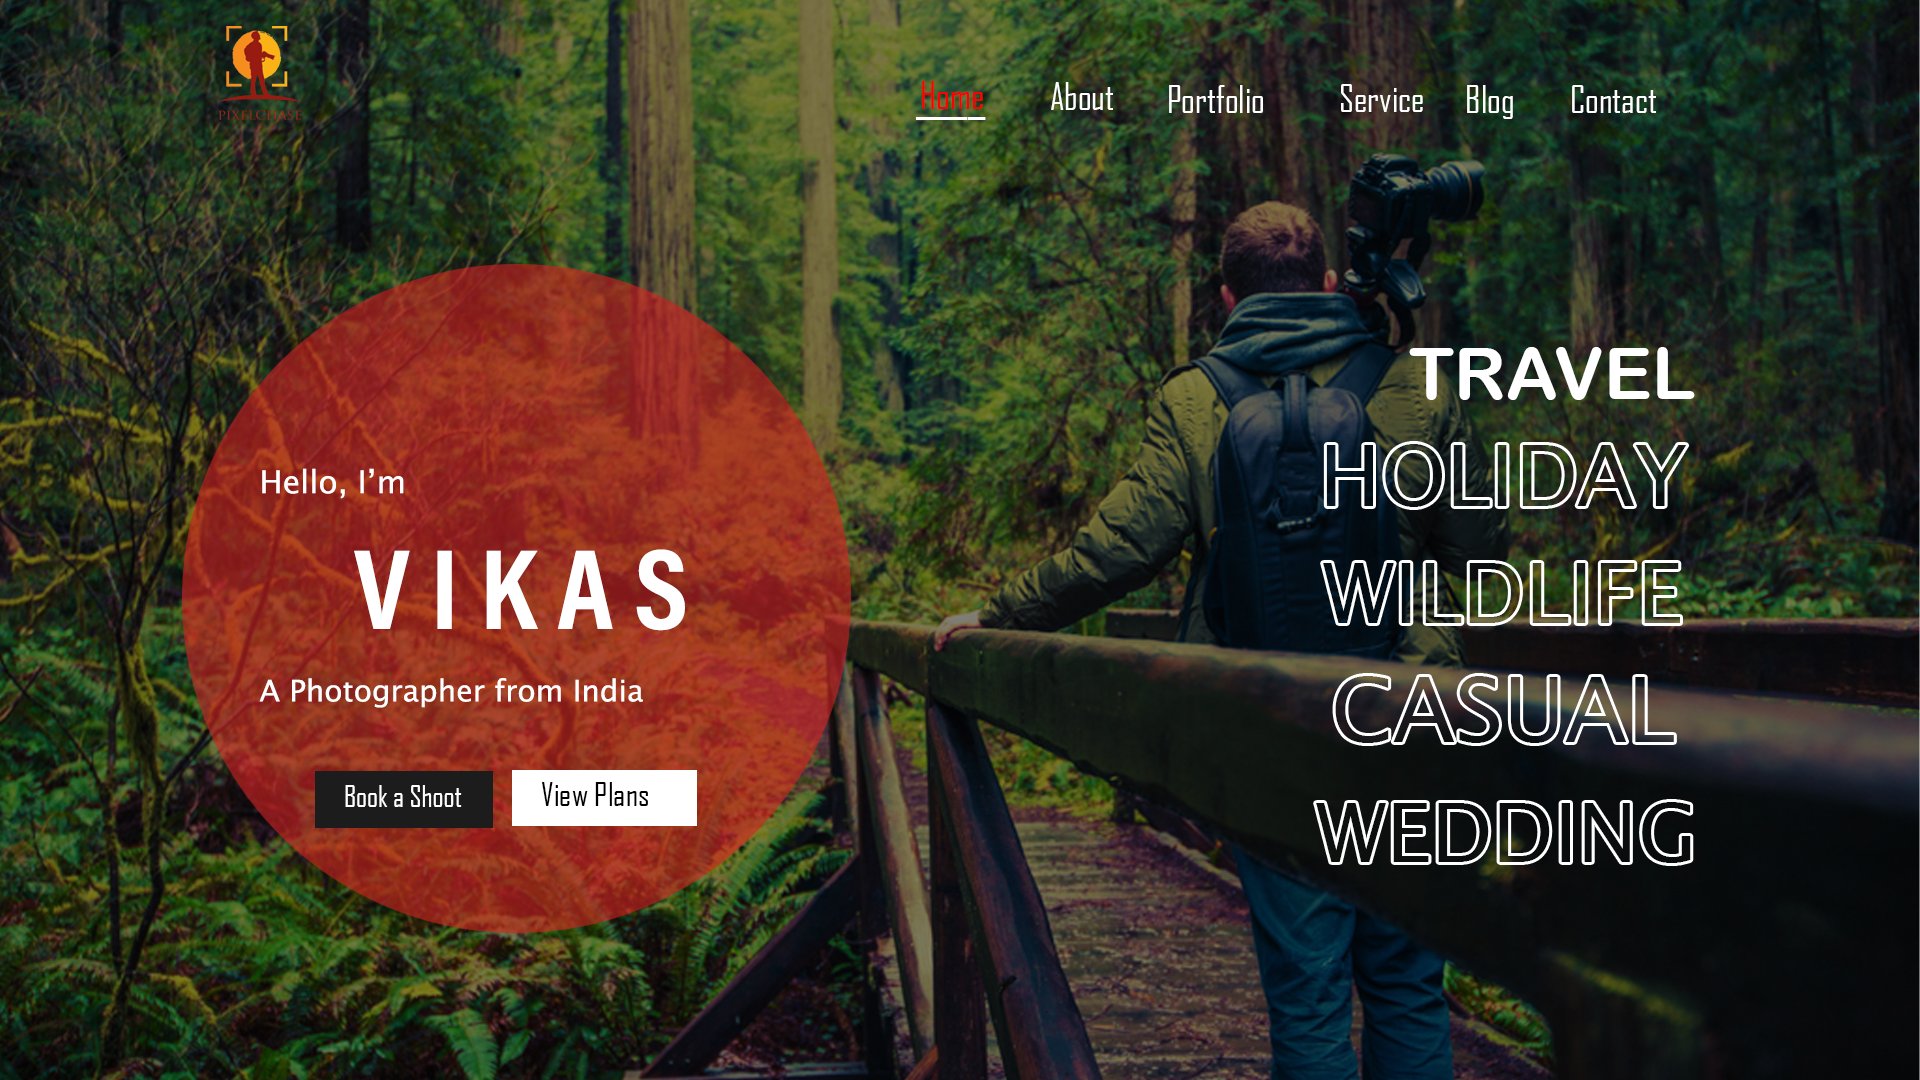 PIXELCHASE
Home About Portfolio Service Blog Contact
TRAVEL
HOLIDAY
WILDLIFE
CASUAL
WEDDING
Hello, I’m
VIKAS
A Photographer from India
Book a Shoot View Plans